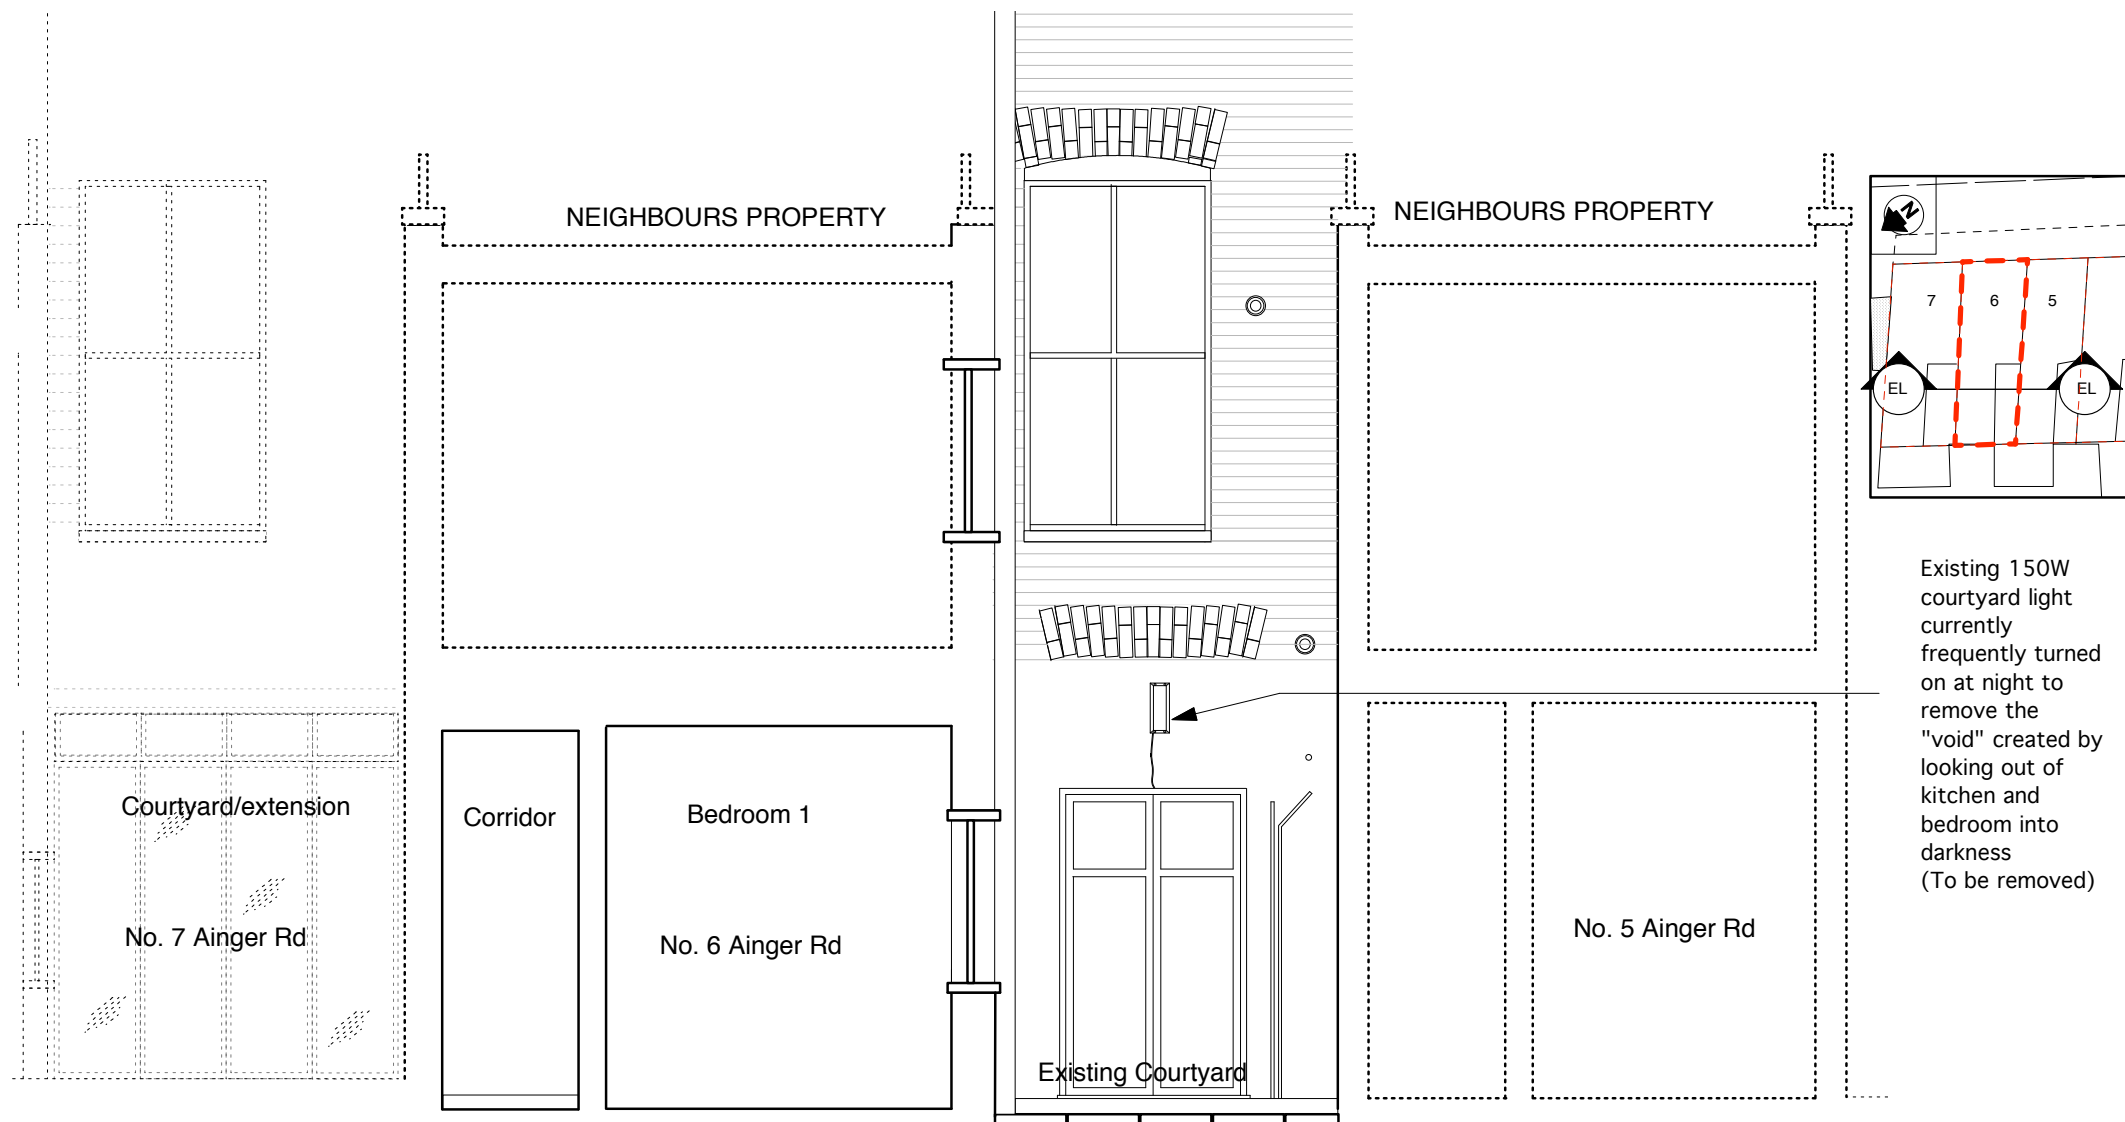 NEIGHBOURS PROPERTY
NEIGHBOURS PROPERTY
N
7
6
5
EL
EL
Existing 150W
courtyard light
currently
frequently turned
on at night to
remove the
"void" created by
looking out of
kitchen and
bedroom into
darkness
(To be removed)
Courtyard/extension
Corridor
Bedroom 1
No. 7 Ainger Rd
No. 6 Ainger Rd
No. 5 Ainger Rd
Existing Courtyard